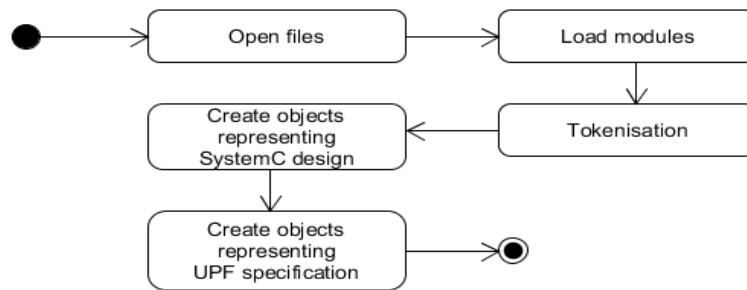 Open files
Load modules
Tokenisation
Create objects
representing
SystemC design
Create objects
representing
UPF specification